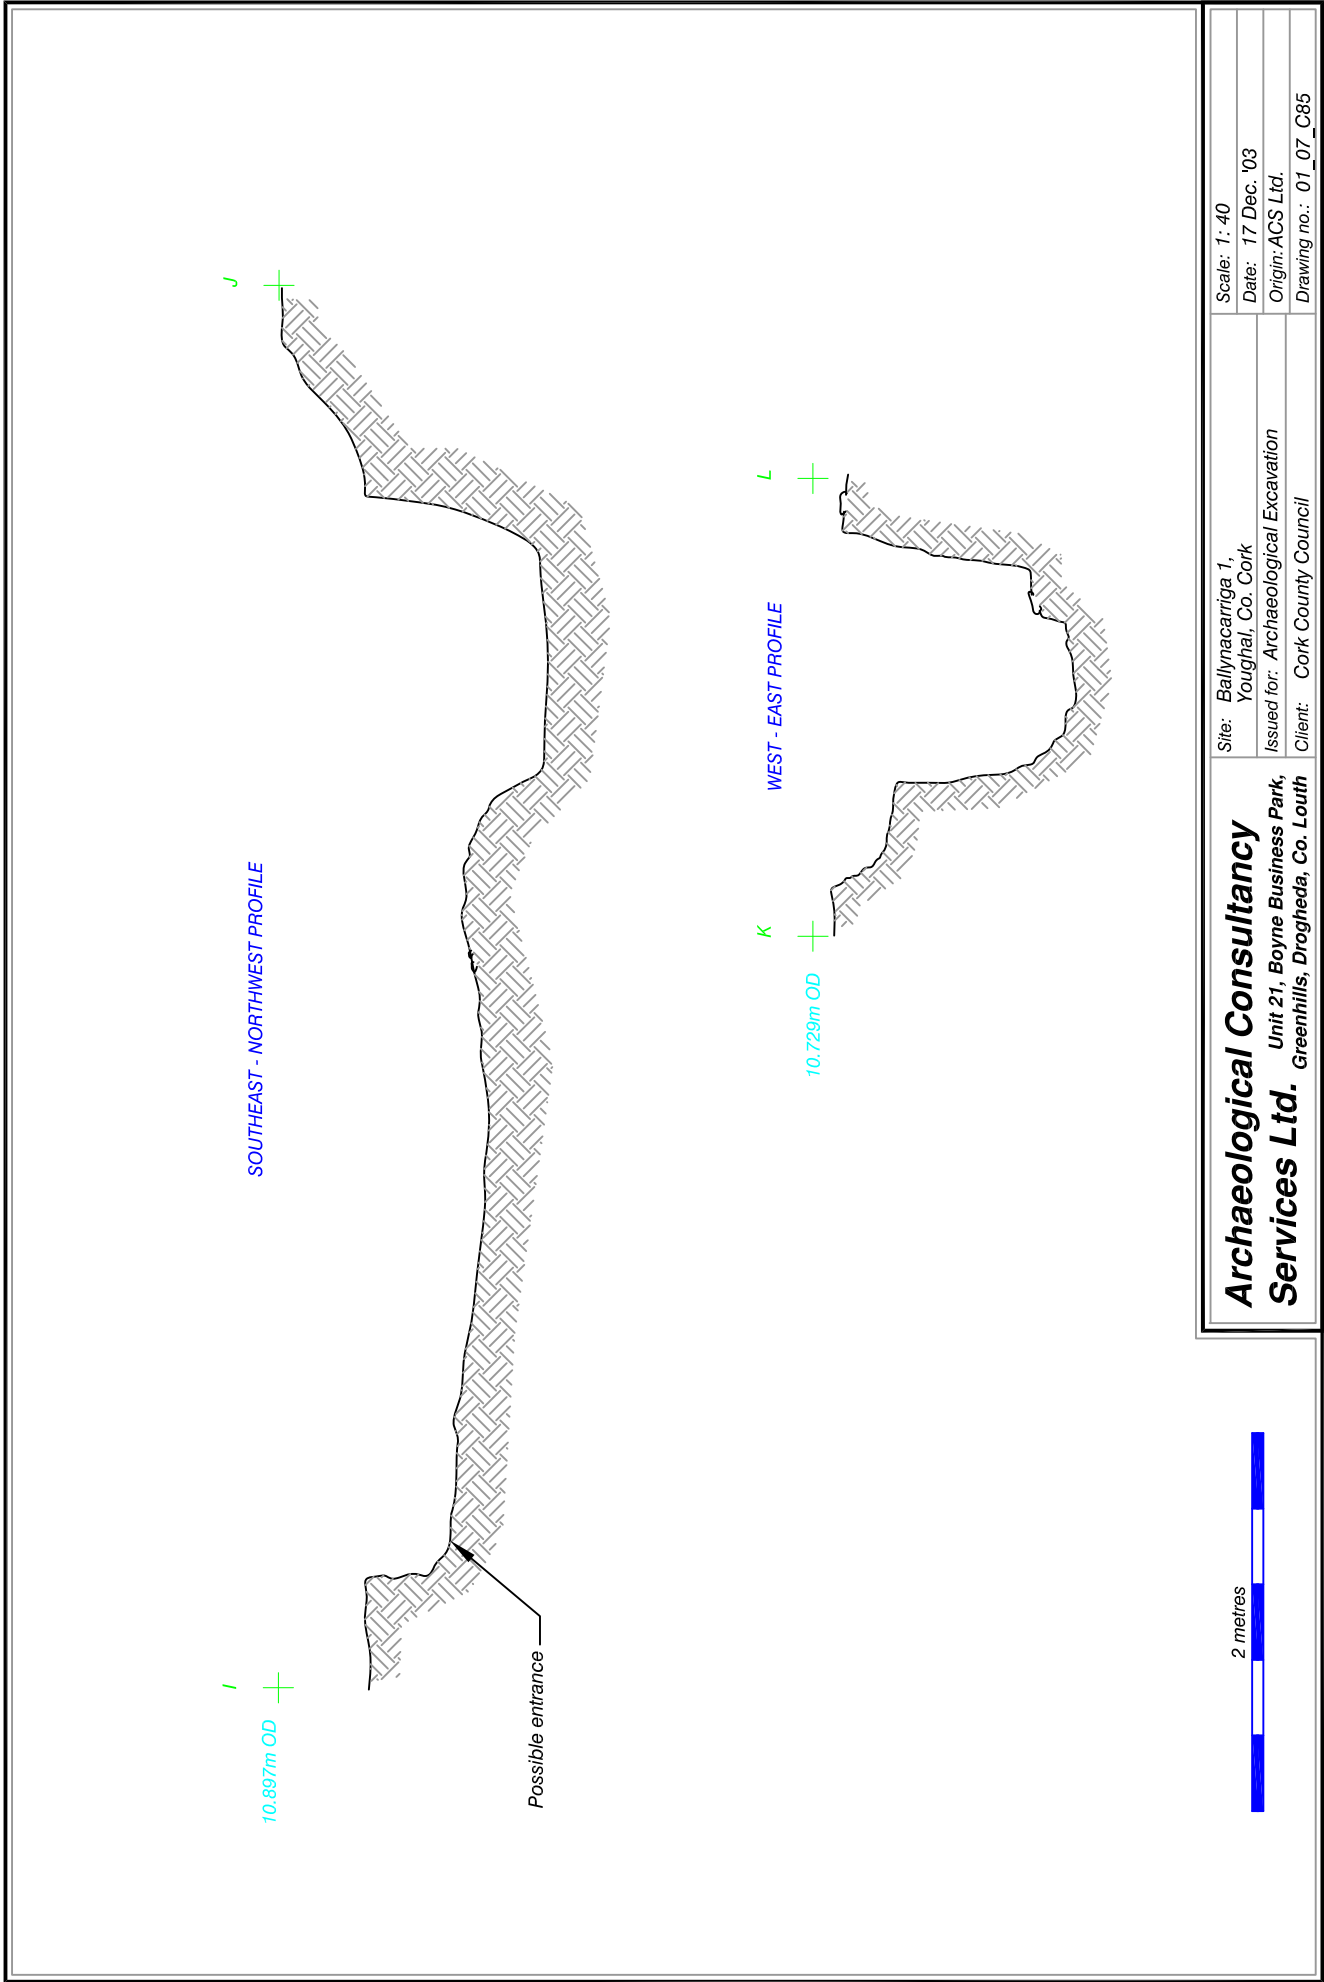 J
I
10.897m OD
SOUTHEAST - NORTHWEST PROFILE
Possible entrance
K
L
10.729m OD
WEST - EAST PROFILE
2 metres
Archaeological Consultancy
Services Ltd.
Unit 21, Boyne Business Park,
Greenhills, Drogheda, Co. Louth
Site: Ballynacarriga 1,
Youghal, Co. Cork
Issued for: Archaeological Excavation
Client: Cork County Council
Scale: 1: 40
Date: 17 Dec. '03
Origin: ACS Ltd.
Drawing no.: 01_07_C85